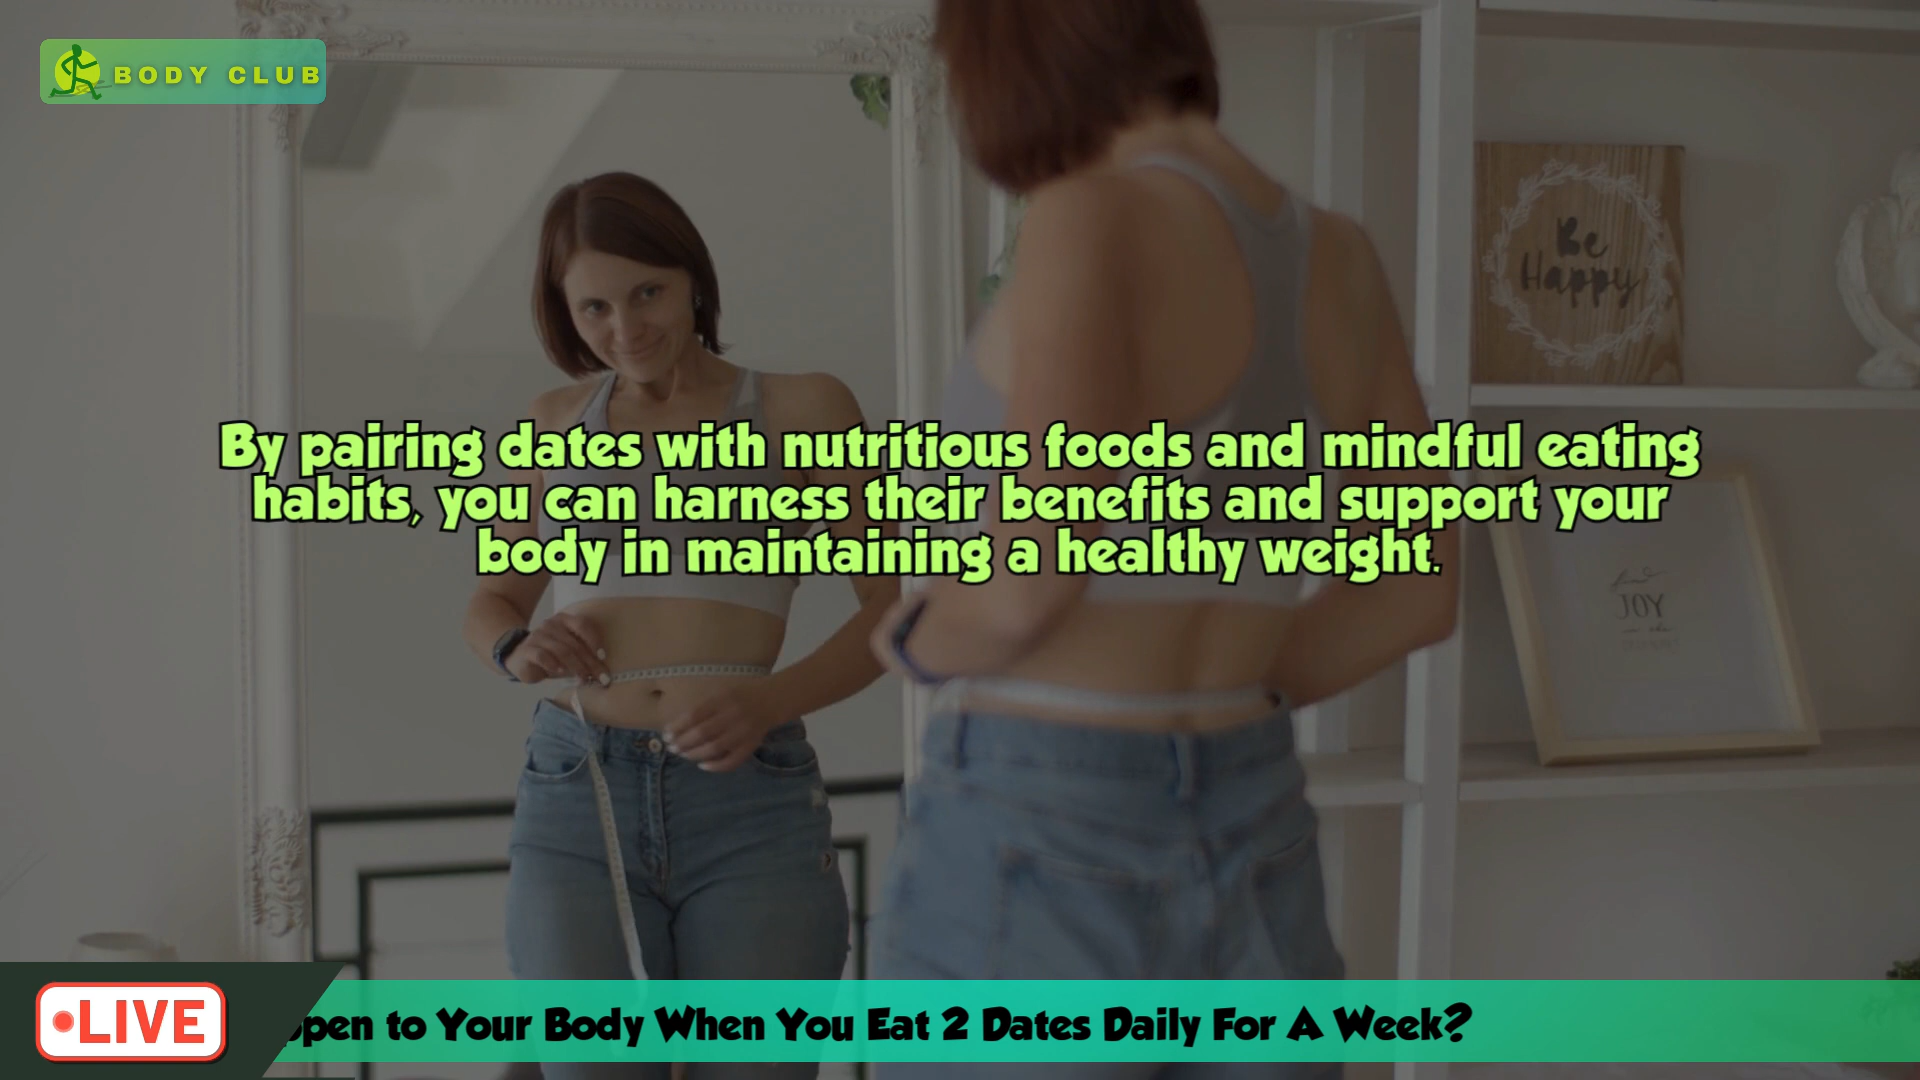 BODY CLUB
Be
Happy
By pairing dates with nutritious foods and mindful eating
habits, you can harness their benefits and support your
body in maintaining a healthy weight.
JOY
LIVE
ppen to Your Body When You Eat 2 Dates Daily For A Week?